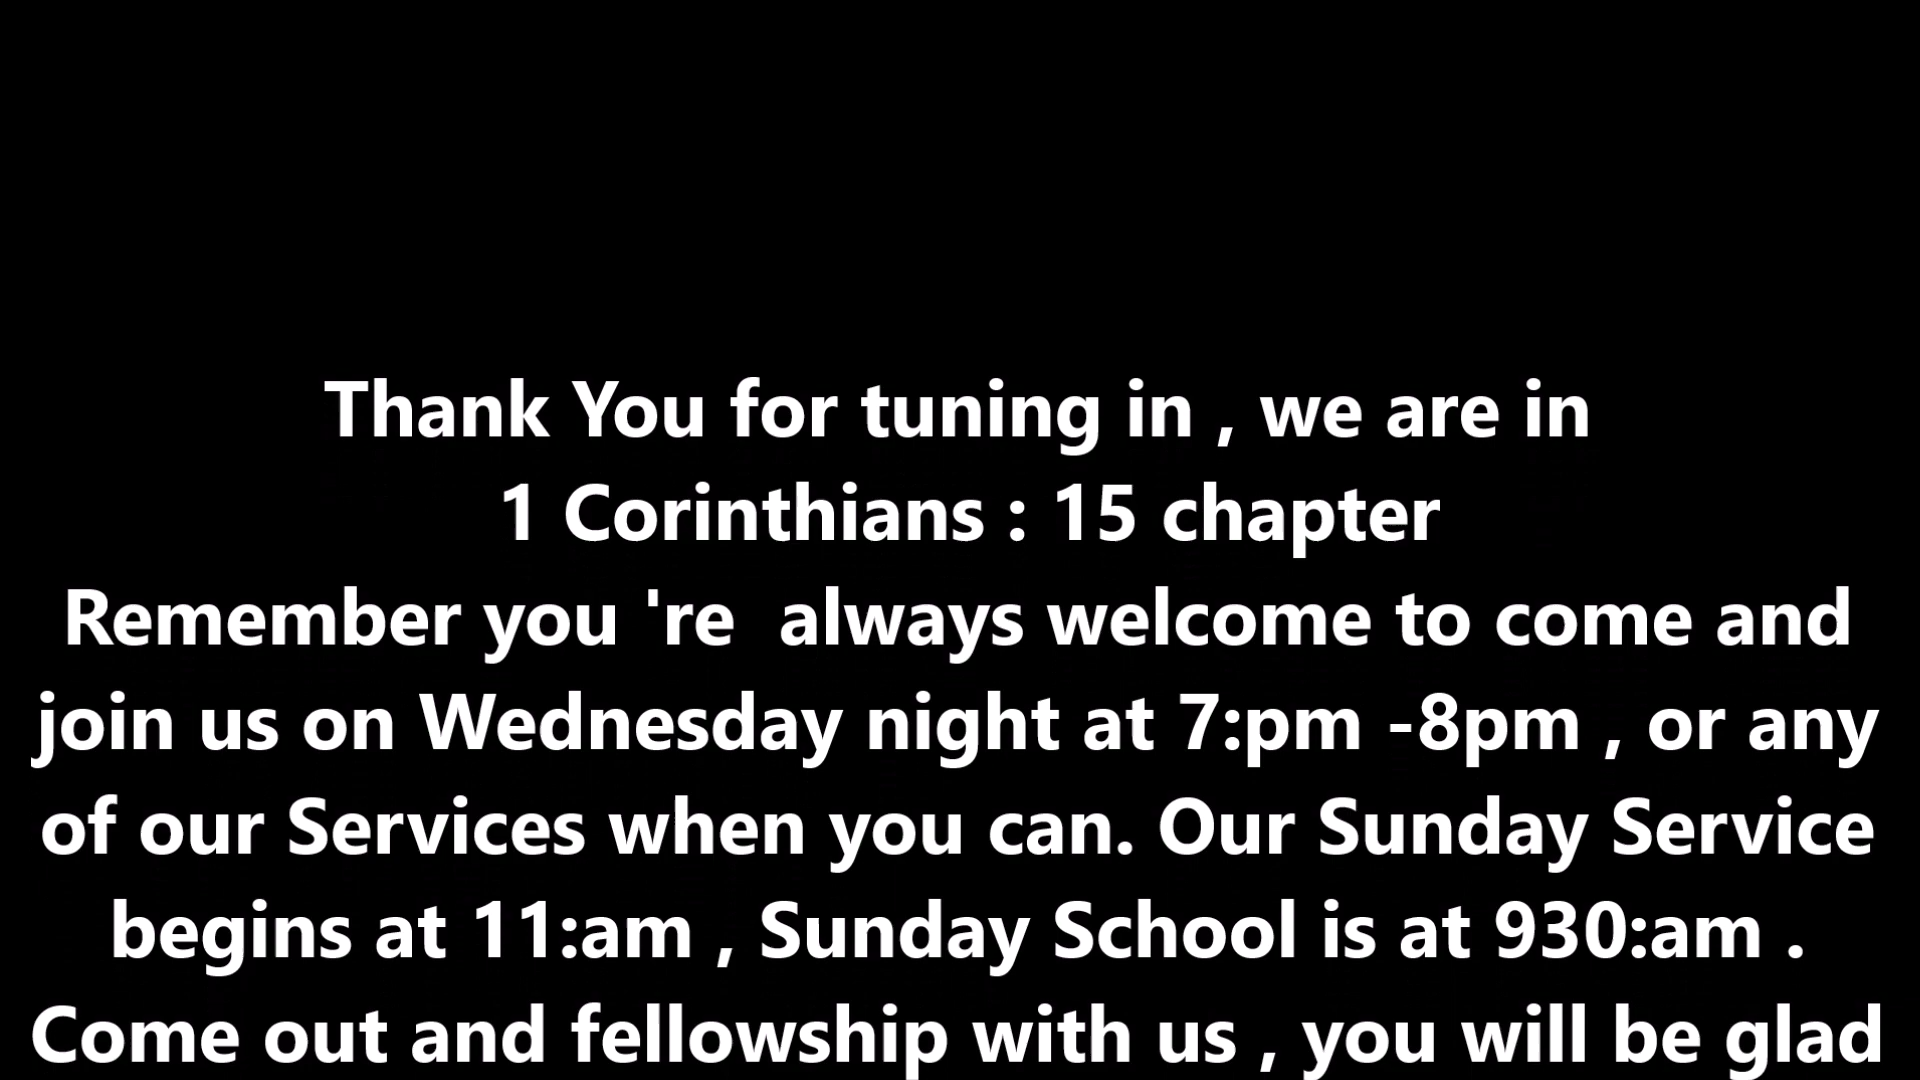 Thank You for tuning in , we are in
1 Corinthians : 15 chapter
Remember you 're  always welcome to come and
join us on Wednesday night at 7:pm -8pm , or any
of our Services when you can. Our Sunday Service
begins at 11:am , Sunday School is at 930:am .
Come out and fellowship with us , you will be glad